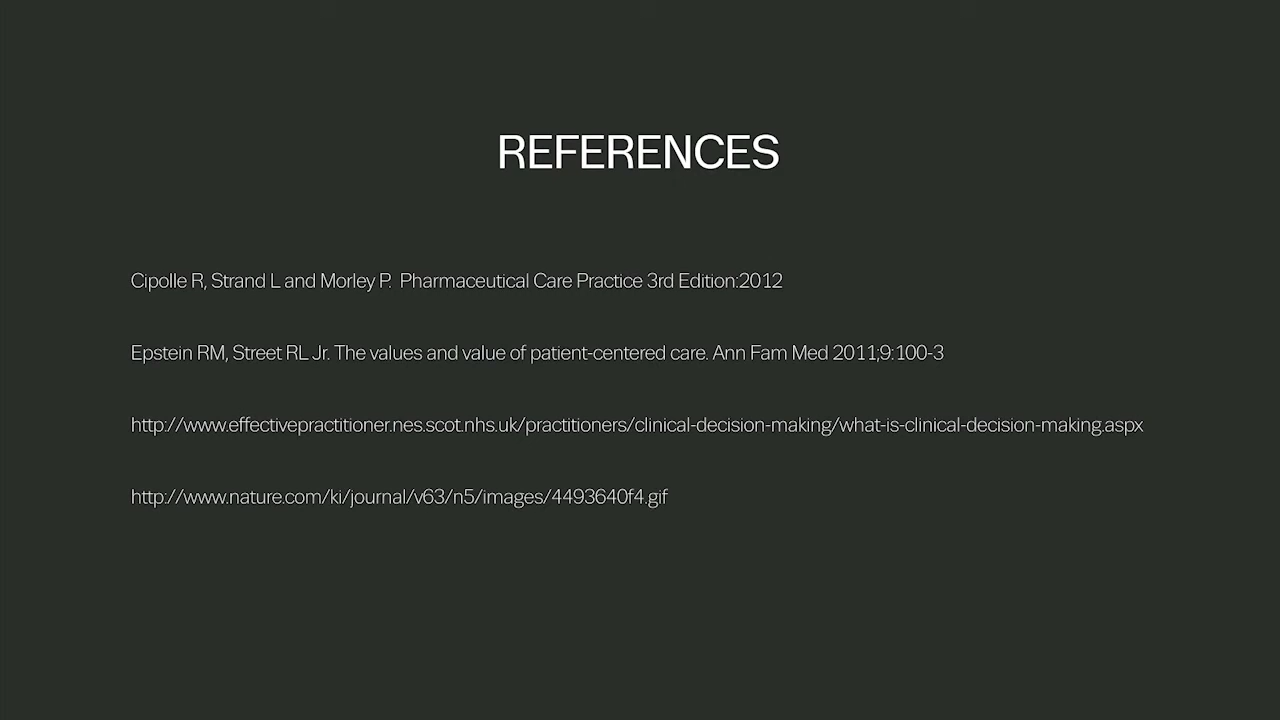 REFERENCES
Cipolle R, Strand L and Morley P.  Pharmaceutical Care Practice 3rd Edition:2012
Epstein RM, Street RL Jr. The values and value of patient-centered care. Ann Fam Med 2011;9:100-3
http://www.effectivepractitioner.nes.scot.nhs.uk/practitioners/clinical-decision-making/what-is-clinical-decision-making.aspx
http://www.nature.com/ki/journal/v63/n5/images/4493640f4.gif